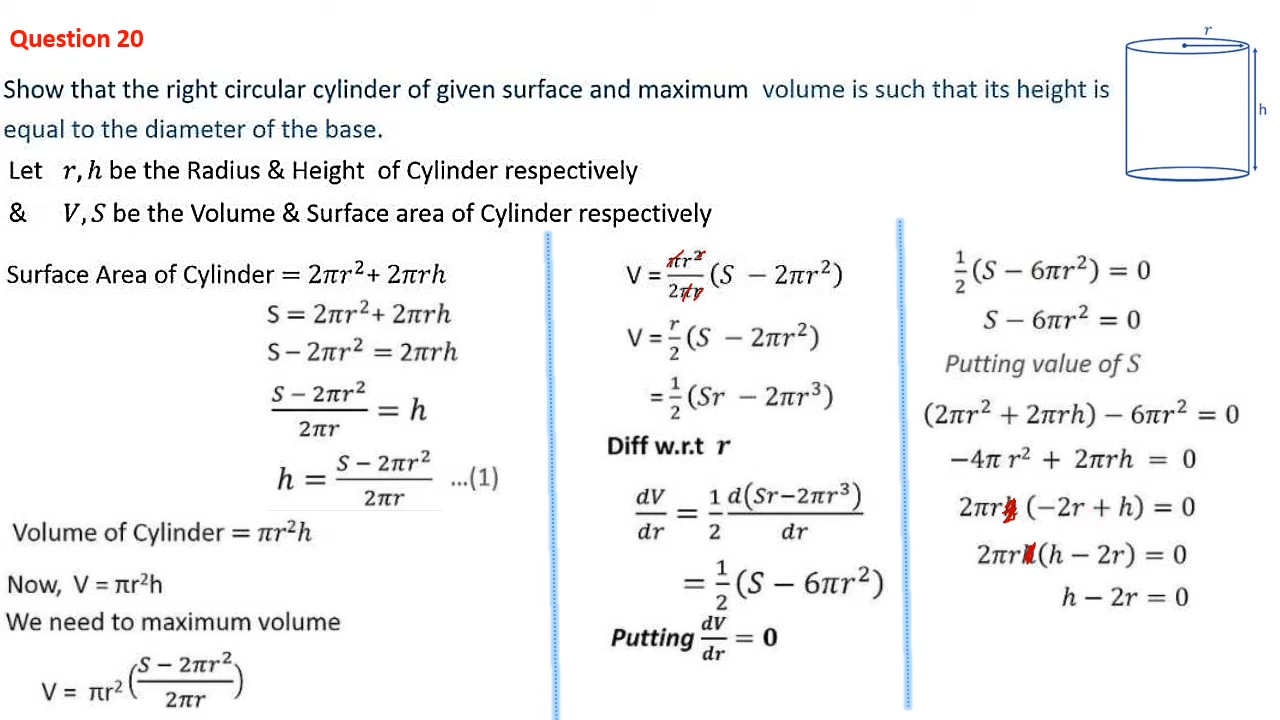 Question 20
r
Show that the right circular cylinder of given surface and maximum volume is such that its height is
h
equal to the diameter of the base.
Let r, h be the Radius & Height of Cylinder respectively
& V, S be the Volume & Surface area of Cylinder respectively
Surface Area of Cylinder = 2πr² + 2πrh
S = 2πr² + 2πrh
S − 2πr² = 2πrh
(S − 2πr²)/(2πr) = h
h = (S − 2πr²)/(2πr) ...(1)
Volume of Cylinder = πr²h
Now, V = πr²h
We need to maximum volume
V = πr² ((S − 2πr²)/(2πr))
V = (πr²)/(2πr) (S − 2πr²)
V = r/2 (S − 2πr²)
= 1/2 (Sr − 2πr³)
Diff w.r.t r
dV/dr = 1/2 d(Sr−2πr³)/dr
= 1/2 (S − 6πr²)
Putting dV/dr = 0
1/2 (S − 6πr²) = 0
S − 6πr² = 0
Putting value of S
(2πr² + 2πrh) − 6πr² = 0
−4π r² + 2πrh = 0
2πr (−2r + h) = 0
2πr (h − 2r) = 0
h − 2r = 0